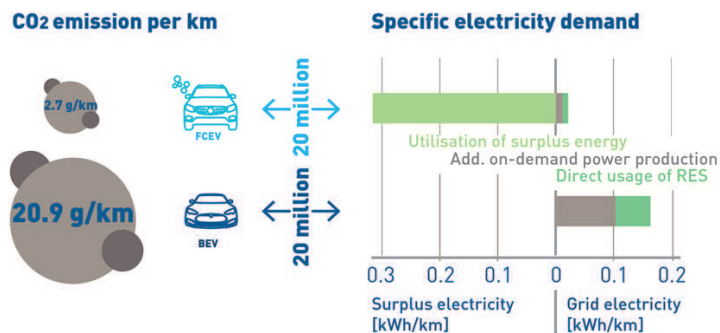 CO2 emission per km
2.7 g/km
FCEV
20 million
20.9 g/km
BEV
20 million
Specific electricity demand
Utilisation of surplus energy
Add. on-demand power production
Direct usage of RES
0.3 0.2 0.1 0 0.1 0.2
Surplus electricity
[kWh/km]
Grid electricity
[kWh/km]